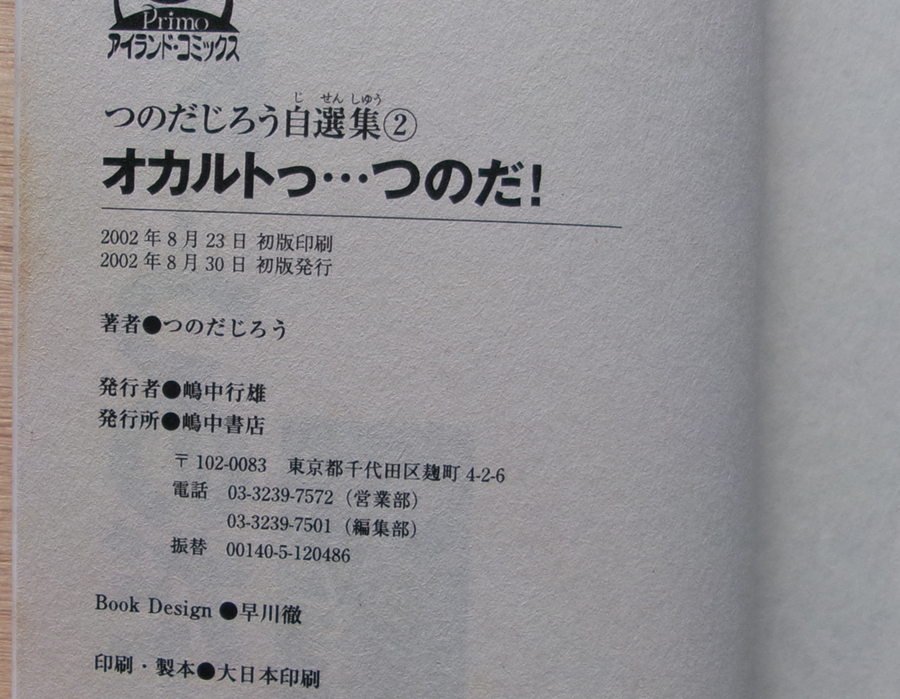 Primo
アイランド・コミックス
じ せん しゅう
つのだじろう自選集②
オカルトっ…つのだ!
2002年8月23日 初版印刷
2002年8月30日 初版発行
著者●つのだじろう
発行者●嶋中行雄
発行所●嶋中書店
〒102-0083 東京都千代田区麹町4-2-6
電話 03-3239-7572（営業部）
03-3239-7501（編集部）
振替 00140-5-120486
Book Design ●早川徹
印刷・製本●大日本印刷